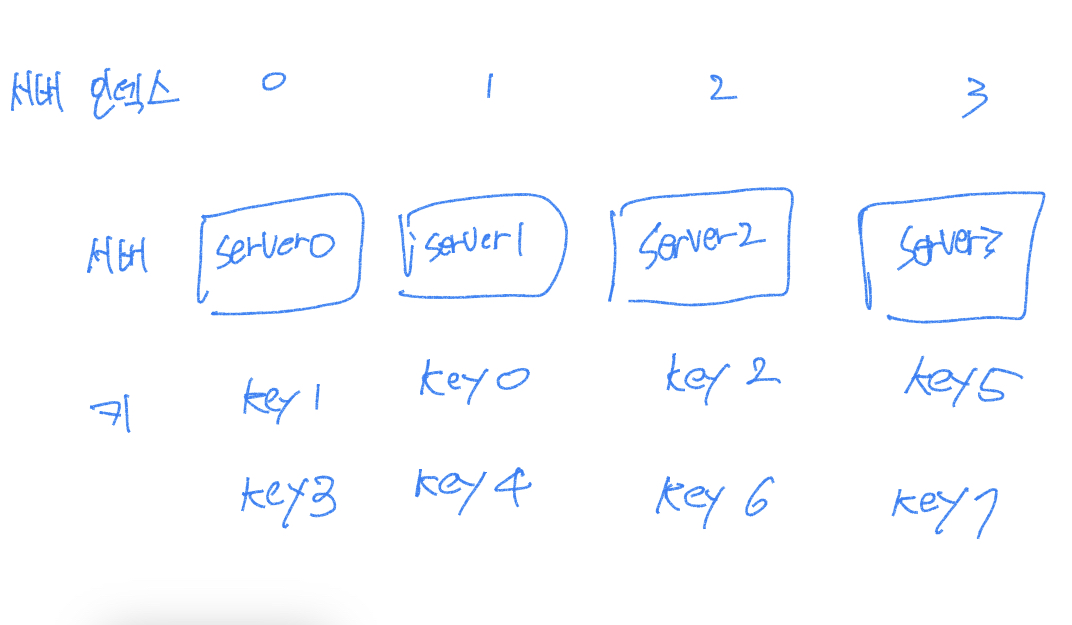 서버 인덱스 0 1 2 3
서버 server0 server1 server2 server3
키 key1 key0 key2 key5
key3 key4 key6 key7